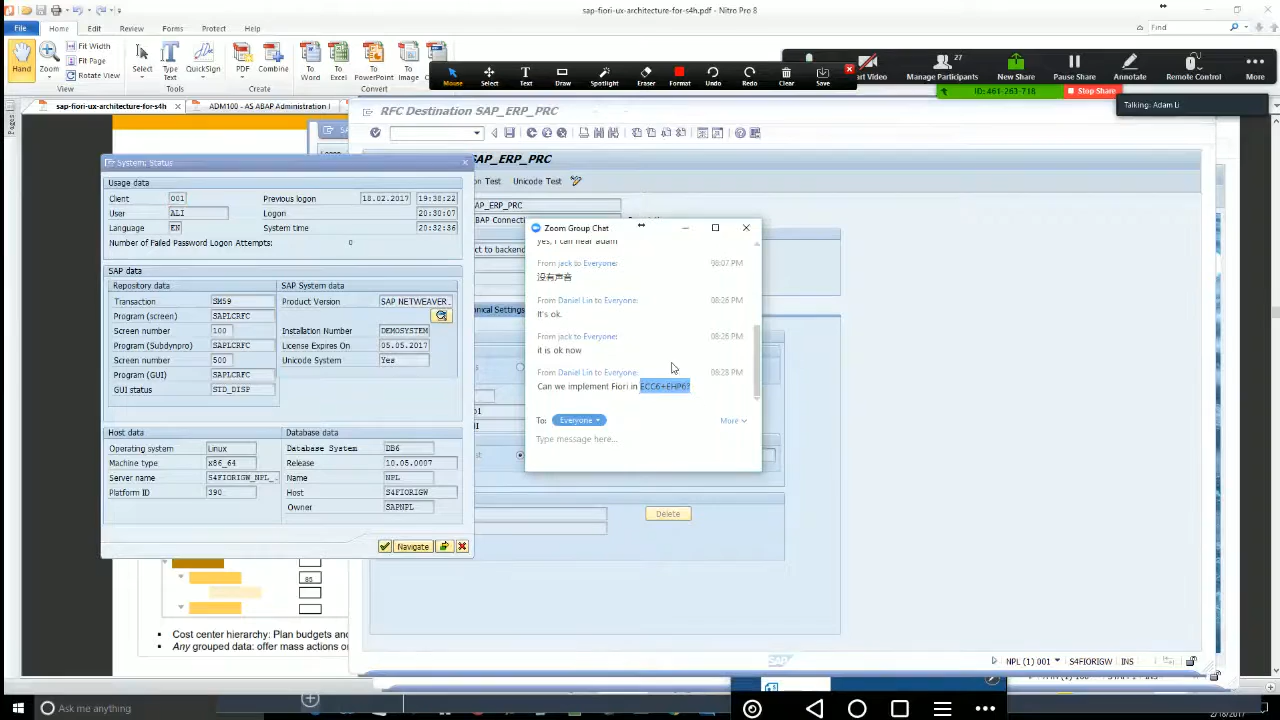 sap-fiori-ux-architecture-for-s4h.pdf - Nitro Pro 8
File Home Edit Review Forms Protect Help
Find
Hand
Zoom
Fit Width
Fit Page
Rotate View
View
Select
Type Text
QuickSign
Tools
PDF
Combine
Create
To Word
To Excel
To PowerPoint
To Image
Convert
Mouse Select Text Draw Spotlight Eraser Format Undo Redo Clear Save
27
Manage Participants New Share Pause Share Annotate Remote Control More
ID: 461-263-718
Stop Share
Talking: Adam Li
sap-fiori-ux-architecture-for-s4h
ADM100 - AS ABAP Administration I
Pages
RFC Destination SAP_ERP_PRC
Unicode Test
System: Status
Usage data
Client 001 Previous logon 18.02.2017 19:38:22
User ALI Logon 20:30:07
Language EN System time 20:32:36
Number of Failed Password Logon Attempts: 0
SAP data
Repository data
Transaction SM59
Program (screen) SAPLCRFC
Screen number 100
Program (Subdynpro) SAPLCRFC
Screen number 500
Program (GUI) SAPLCRFC
GUI status STD_DISP
SAP System data
Product Version SAP NETWEAVER
Installation Number DEMOSYSTEM
License Expires On 05.05.2017
Unicode System Yes
Host data
Operating system Linux
Machine type x86_64
Server name S4FIORIGW_NPL_..
Platform ID 390
Database data
Database System DB6
Release 10.05.0007
Name NPL
Host S4FIORIGW
Owner SAPNPL
Navigate
Zoom Group Chat
yes, I can hear adam
From jack to Everyone: 08:07 PM
没有声音
From Daniel Lin to Everyone: 08:26 PM
It's ok.
From jack to Everyone: 08:26 PM
it is ok now
From Daniel Lin to Everyone: 08:28 PM
Can we implement Fiori in ECC6+EHP6?
To: Everyone More
Type message here...
Delete
85
Cost center hierarchy: Plan budgets and
Any grouped data: offer mass actions or
SAP
NPL (1) 001 S4FIORIGW INS
Ask me anything
2/18/2017